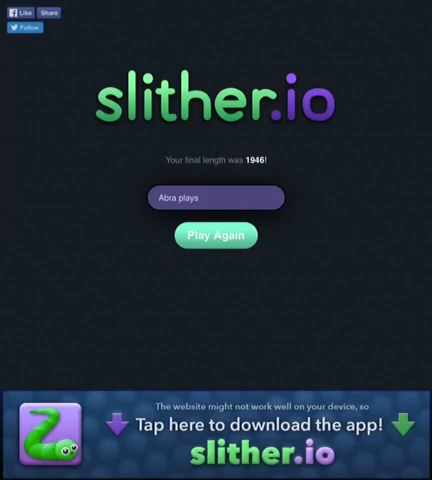 Like Share
Follow
slither.io
Your final length was 1946!
Abra plays
Play Again
The website might not work well on your device, so
Tap here to download the app!
slither.io